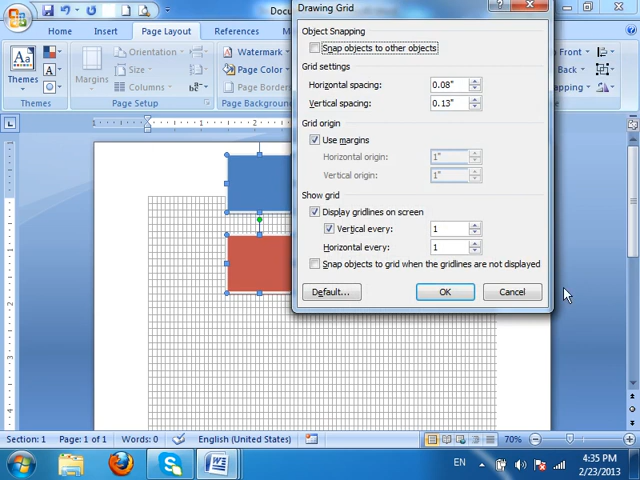 Docu
Drawing Grid
Home
Insert
Page Layout
References
Object Snapping
Snap objects to other objects
Grid settings
Horizontal spacing: 0.08"
Vertical spacing: 0.13"
Grid origin
Use margins
Horizontal origin: 1"
Vertical origin: 1"
Show grid
Display gridlines on screen
Vertical every: 1
Horizontal every: 1
Snap objects to grid when the gridlines are not displayed
Default...
OK
Cancel
Themes
Themes
Margins
Orientation
Size
Columns
Page Setup
Watermark
Page Color
Page Borders
Page Background
Front
Back
Wrapping
Section: 1
Page: 1 of 1
Words: 0
English (United States)
70%
EN
4:35 PM
2/23/2013